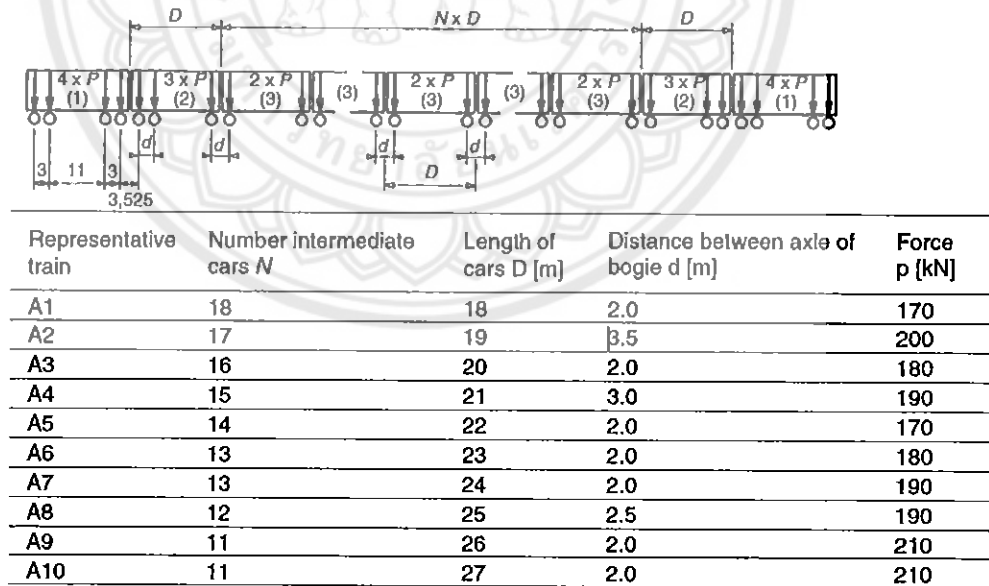 D N x D D
4 x P 3 x P 2 x P 2 x P 2 x P 3 x P 4 x P
(1) (2) (3) (3) (3) (3) (3) (2) (1)
d d d d
3 11 3 D
3,525
Representative train Number intermediate cars N Length of cars D [m] Distance between axle of bogie d [m] Force p [kN]
A1 18 18 2.0 170
A2 17 19 3.5 200
A3 16 20 2.0 180
A4 15 21 3.0 190
A5 14 22 2.0 170
A6 13 23 2.0 180
A7 13 24 2.0 190
A8 12 25 2.5 190
A9 11 26 2.0 210
A10 11 27 2.0 210